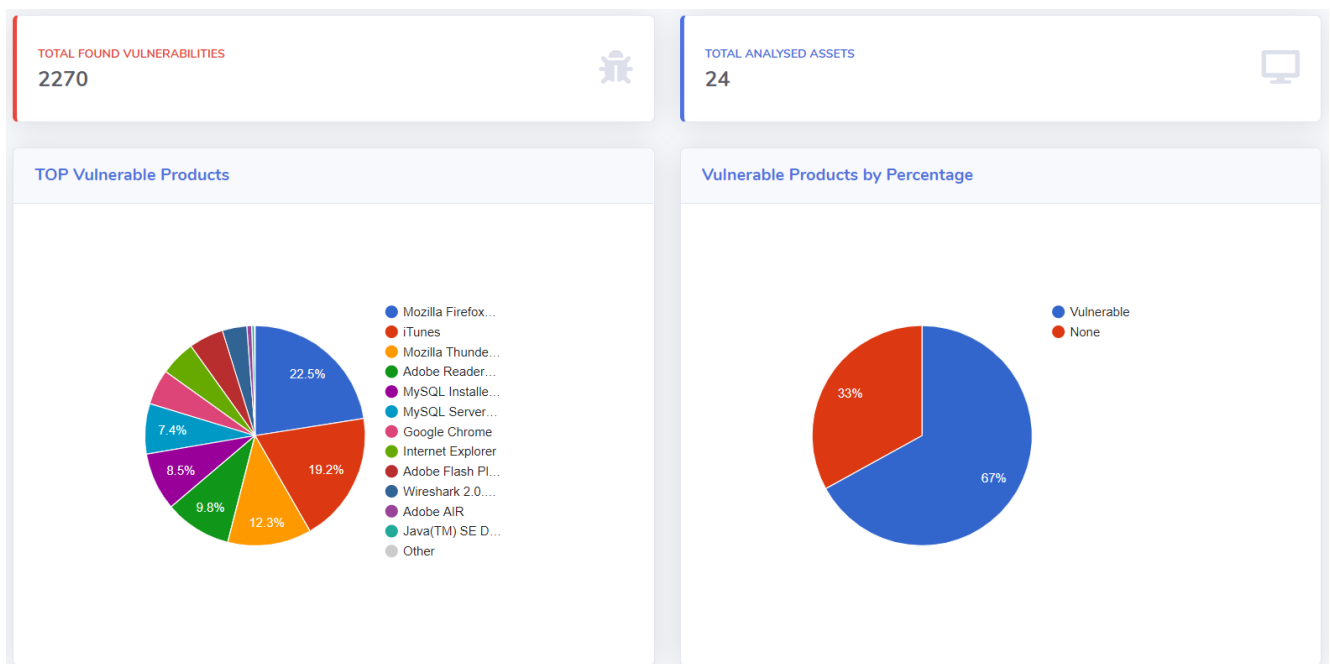 TOTAL FOUND VULNERABILITIES
2270
TOTAL ANALYSED ASSETS
24
TOP Vulnerable Products
22.5%
19.2%
12.3%
9.8%
8.5%
7.4%
Mozilla Firefox...
iTunes
Mozilla Thunde...
Adobe Reader...
MySQL Installe...
MySQL Server...
Google Chrome
Internet Explorer
Adobe Flash Pl...
Wireshark 2.0....
Adobe AIR
Java(TM) SE D...
Other
Vulnerable Products by Percentage
33%
67%
Vulnerable
None